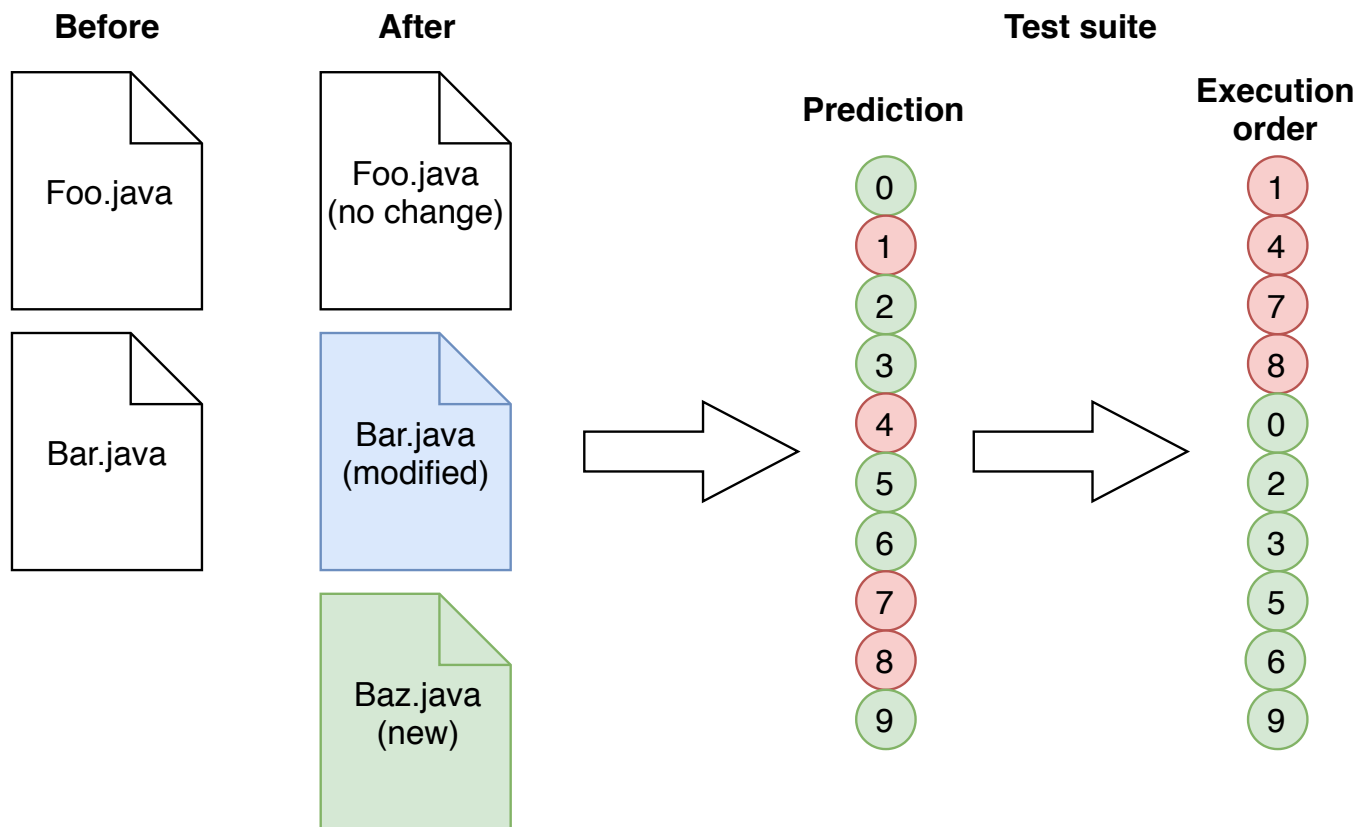 Before
Foo.java
Bar.java
After
Foo.java
(no change)
Bar.java
(modified)
Baz.java
(new)
Test suite
Prediction
0
1
2
3
4
5
6
7
8
9
Execution
order
1
4
7
8
0
2
3
5
6
9